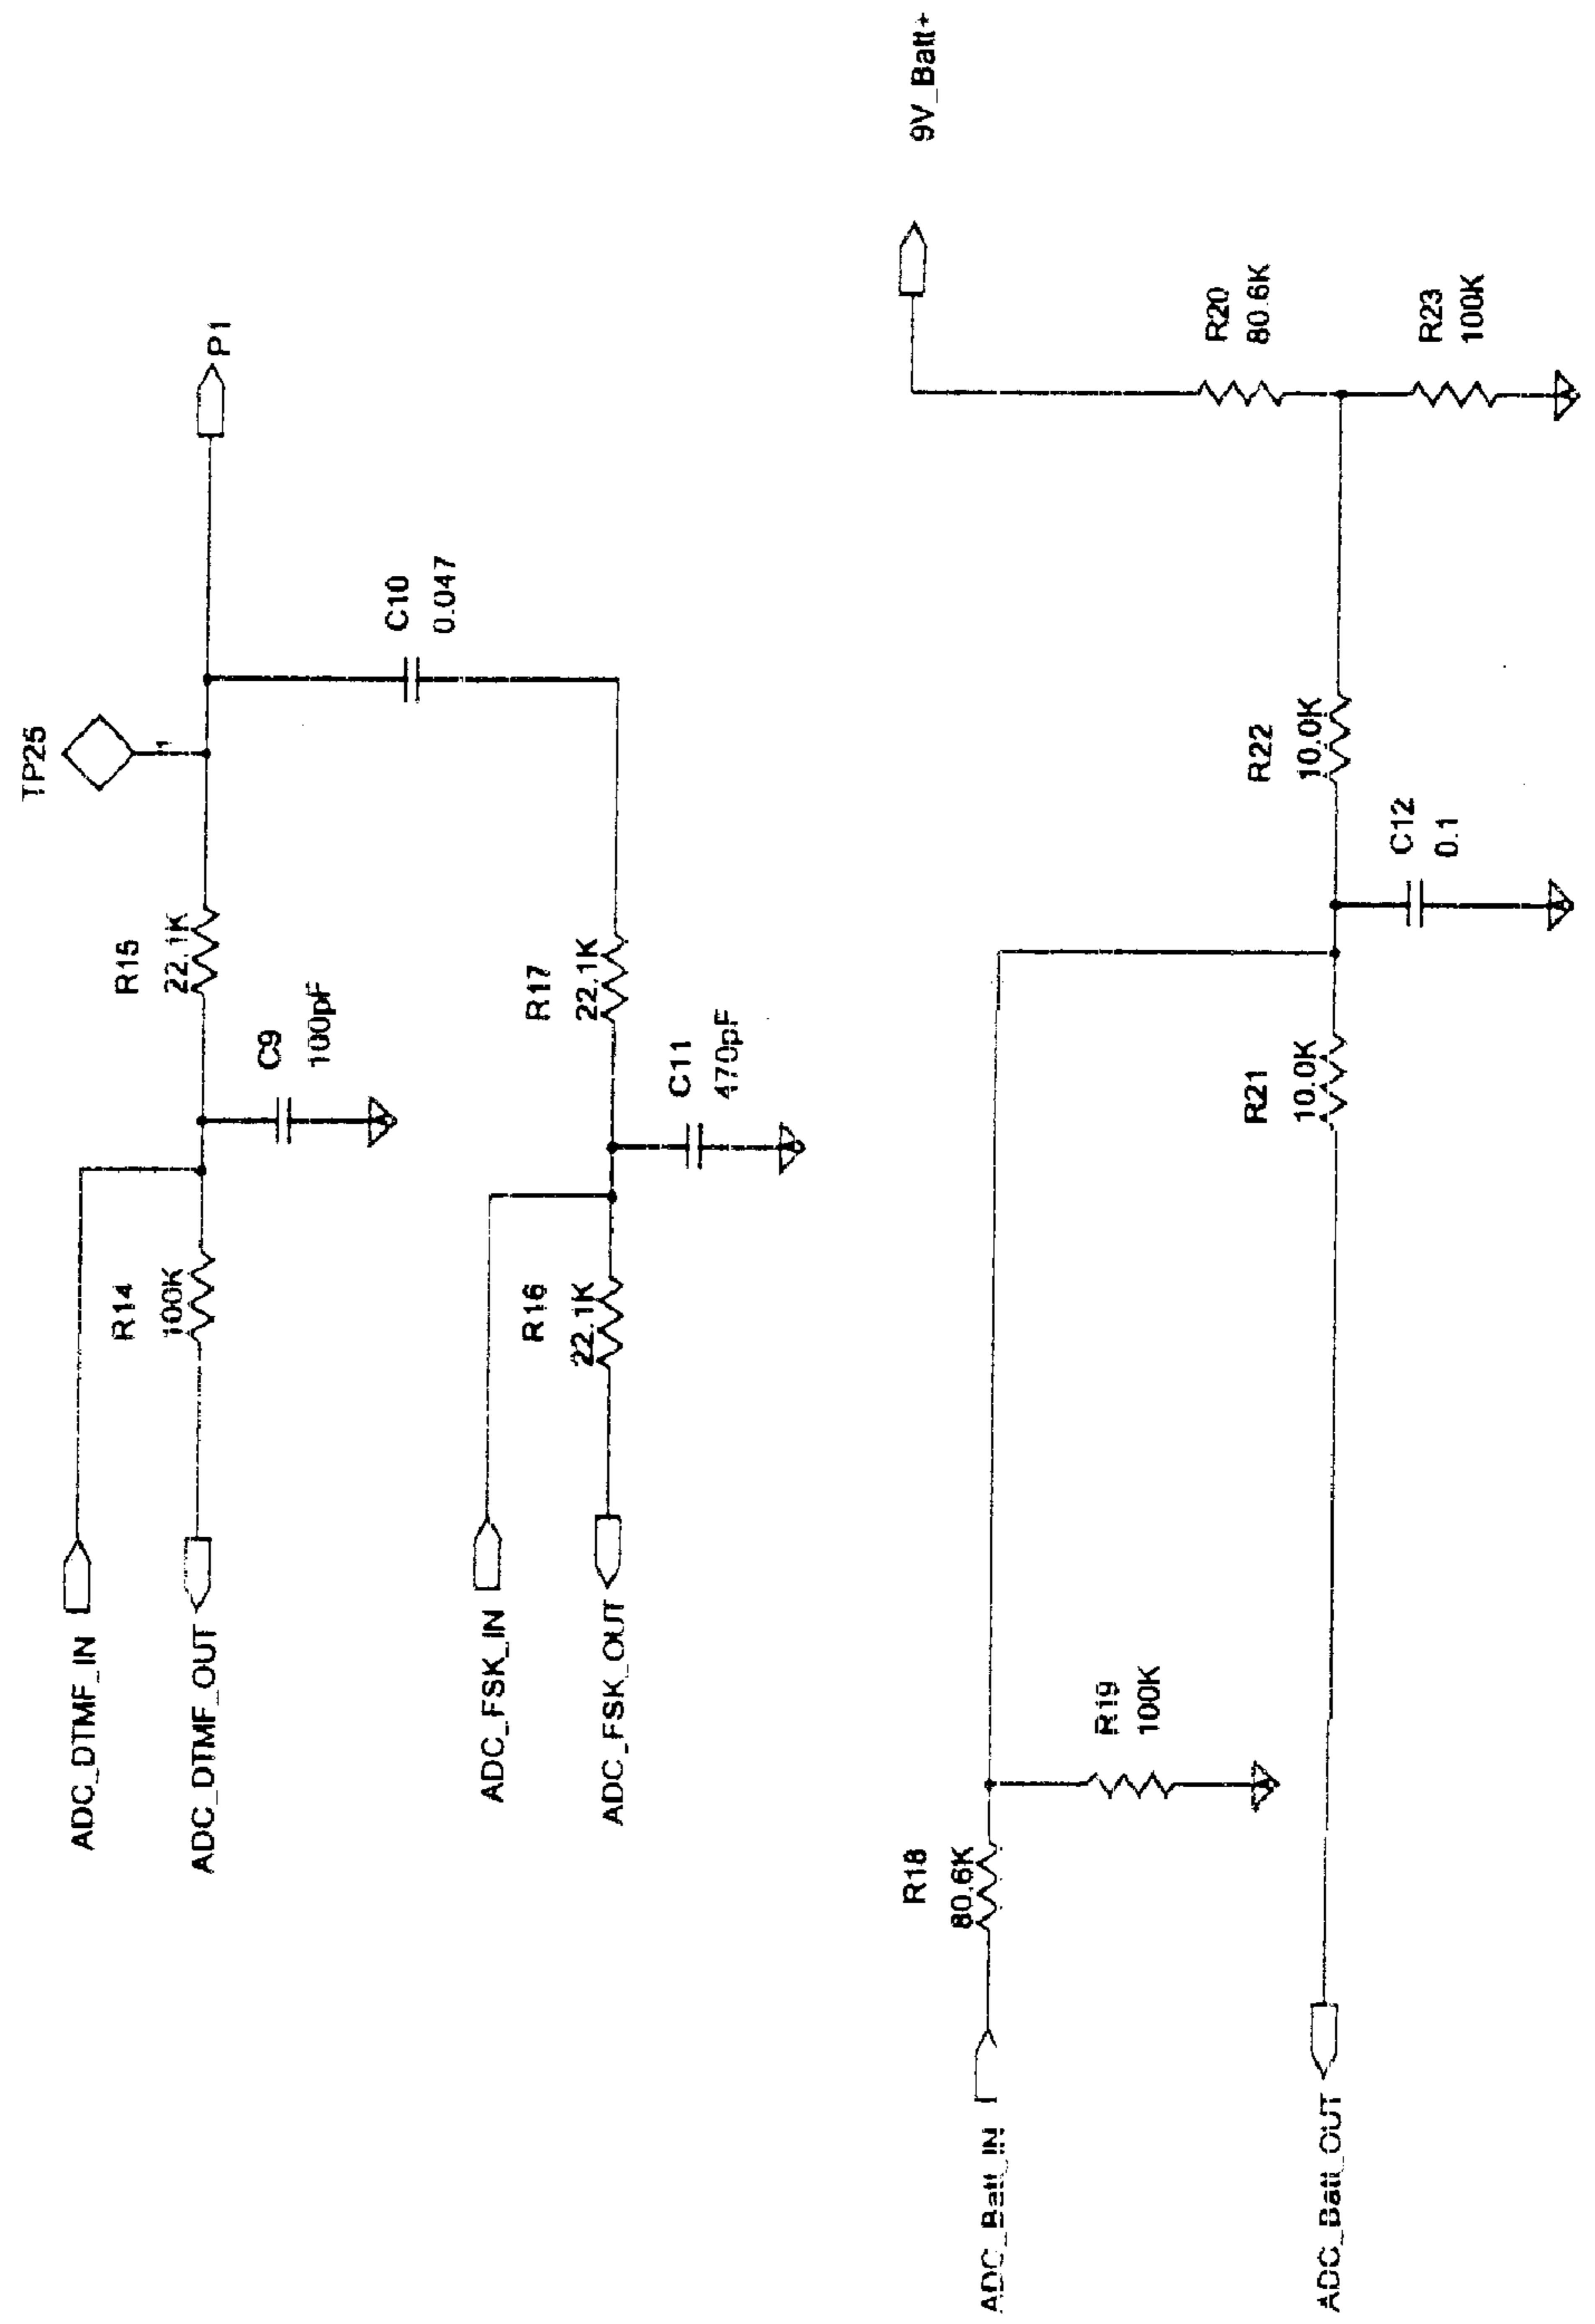 TP25
1
P1
R15
22.1K
C9
100pF
R14
100K
ADC_DTMF_IN
ADC_DTMF_OUT
C10
0.047
R17
22.1K
C11
470pF
R16
22.1K
ADC_FSK_IN
ADC_FSK_OUT
9V_Batt+
R20
80.6K
R23
100K
R22
10.0K
C12
0.1
R21
10.0K
R18
80.6K
R19
100K
ADC_Batt_IN
ADC_Batt_OUT